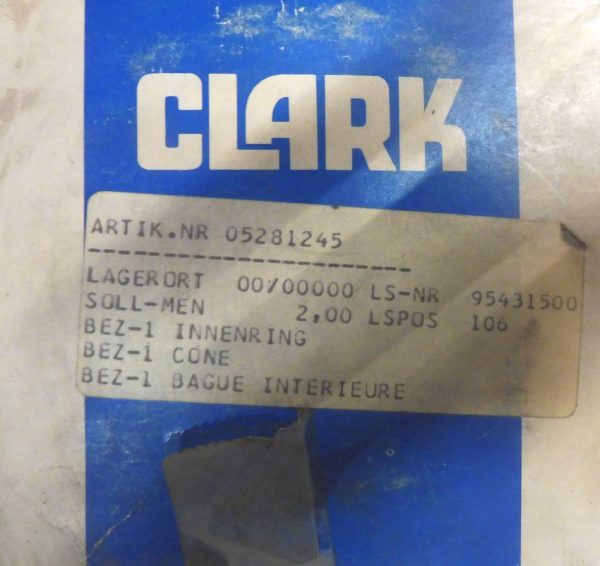 CLARK
ARTIK.NR 05281245
------------------------
LAGERORT 00/00000 LS-NR 95431500
SOLL-MEN 2,00 LSPOS 106
BEZ-1 INNENRING
BEZ-1 CONE
BEZ-1 BAGUE INTERIEURE